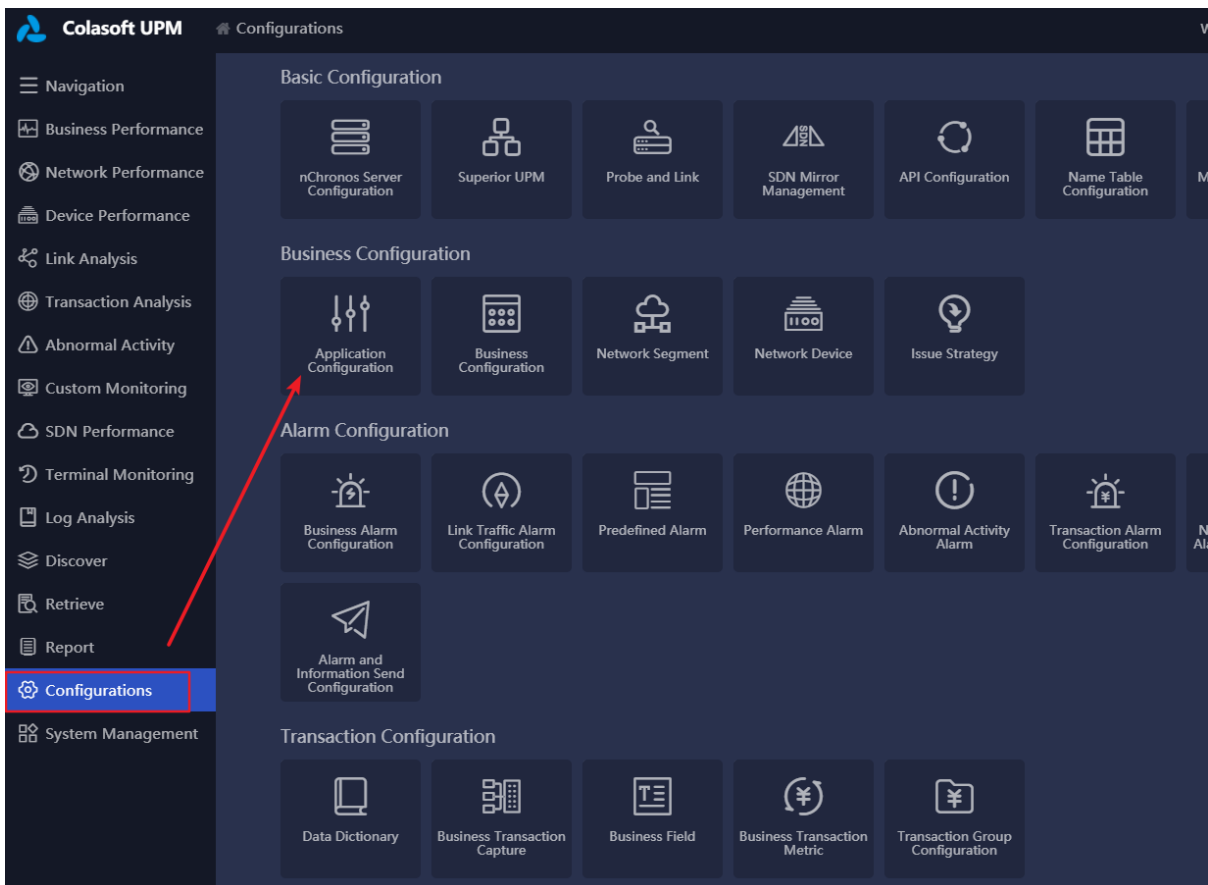 Colasoft UPM
Configurations
Navigation
Business Performance
Network Performance
Device Performance
Link Analysis
Transaction Analysis
Abnormal Activity
Custom Monitoring
SDN Performance
Terminal Monitoring
Log Analysis
Discover
Retrieve
Report
Configurations
System Management
Basic Configuration
nChronos Server
Configuration
Superior UPM
Probe and Link
SDN Mirror
Management
API Configuration
Name Table
Configuration
Business Configuration
Application
Configuration
Business
Configuration
Network Segment
Network Device
Issue Strategy
Alarm Configuration
Business Alarm
Configuration
Link Traffic Alarm
Configuration
Predefined Alarm
Performance Alarm
Abnormal Activity
Alarm
Transaction Alarm
Configuration
Alarm and
Information Send
Configuration
Transaction Configuration
Data Dictionary
Business Transaction
Capture
Business Field
Business Transaction
Metric
Transaction Group
Configuration